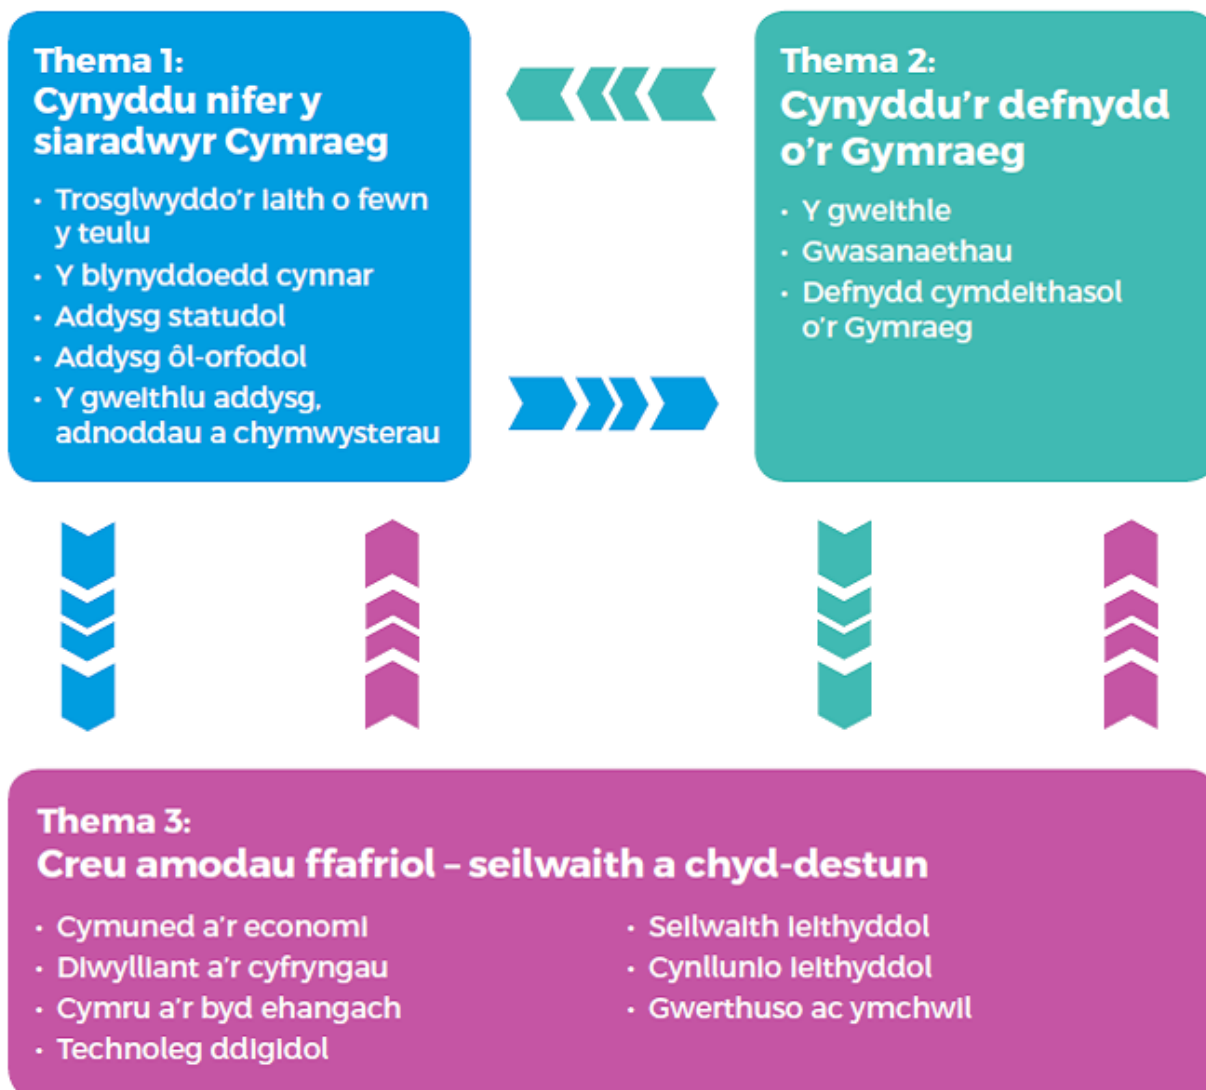 Thema 1:
Cynyddu nifer y
siaradwyr Cymraeg
• Trosglwyddo'r iaith o fewn
y teulu
• Y blynyddoedd cynnar
• Addysg statudol
• Addysg ôl-orfodol
• Y gweithlu addysg,
adnoddau a chymwysterau
Thema 2:
Cynyddu'r defnydd
o'r Gymraeg
• Y gweithle
• Gwasanaethau
• Defnydd cymdeithasol
o'r Gymraeg
Thema 3:
Creu amodau ffafriol – seilwaith a chyd-destun
• Cymuned a'r economi
• Diwylliant a'r cyfryngau
• Cymru a'r byd ehangach
• Technoleg ddigidol
• Seilwaith ieithyddol
• Cynllunio ieithyddol
• Gwerthuso ac ymchwil